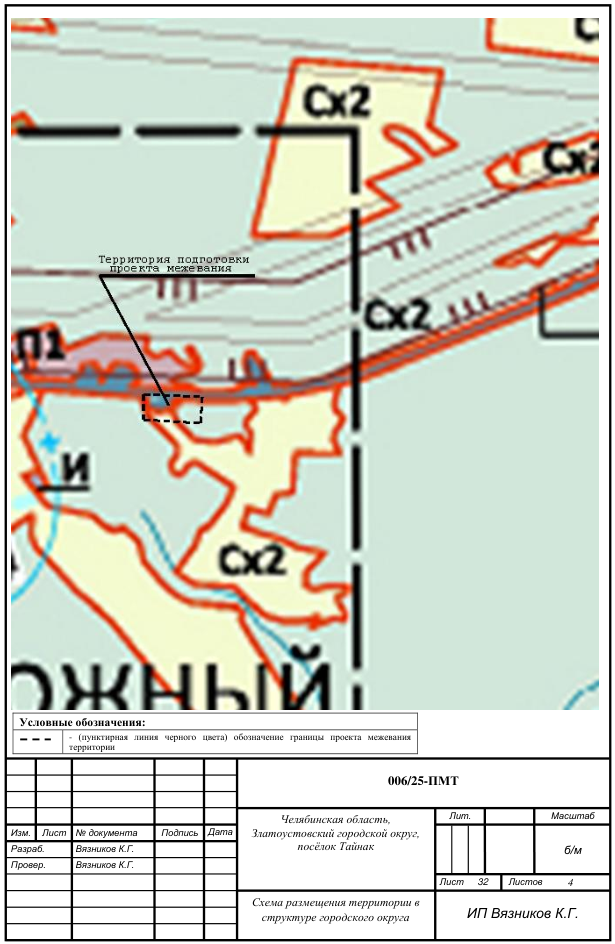 Сх2
Сх2
Территория подготовки
проекта межевания
Сх2
П1
И
Сх2
ОЖНЫЙ
Условные обозначения:
- (пунктирная линия черного цвета) обозначение границы проекта межевания
территории
006/25-ПМТ
Челябинская область,
Златоустовский городской округ,
посёлок Тайнак
Лит.
Масштаб
б/м
Изм. Лист № документа Подпись Дата
Разраб. Вязников К.Г.
Провер. Вязников К.Г.
Лист 32 Листов 4
Схема размещения территории в
структуре городского округа
ИП Вязников К.Г.